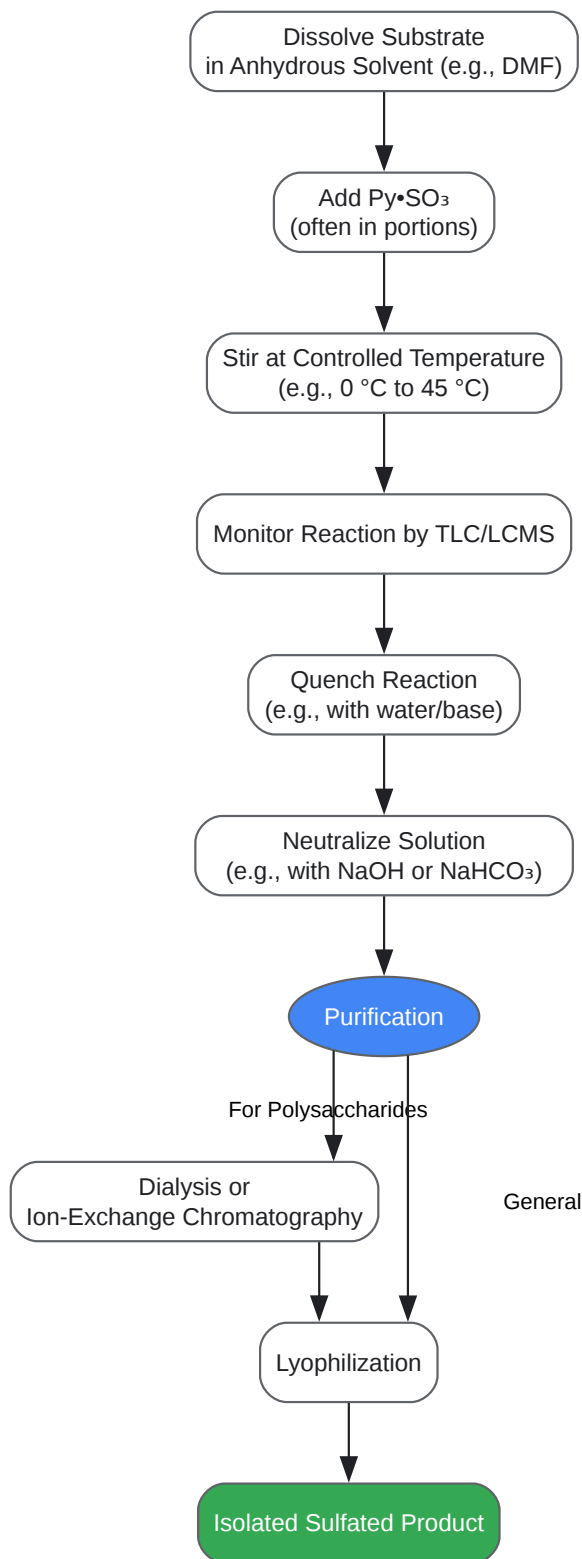 Dissolve Substrate
in Anhydrous Solvent (e.g., DMF)
Add Py•SO₃
(often in portions)
Stir at Controlled Temperature
(e.g., 0 °C to 45 °C)
Monitor Reaction by TLC/LCMS
Quench Reaction
(e.g., with water/base)
Neutralize Solution
(e.g., with NaOH or NaHCO₃)
Purification
For Polysaccharides
Dialysis or
Ion-Exchange Chromatography
General
Lyophilization
Isolated Sulfated Product